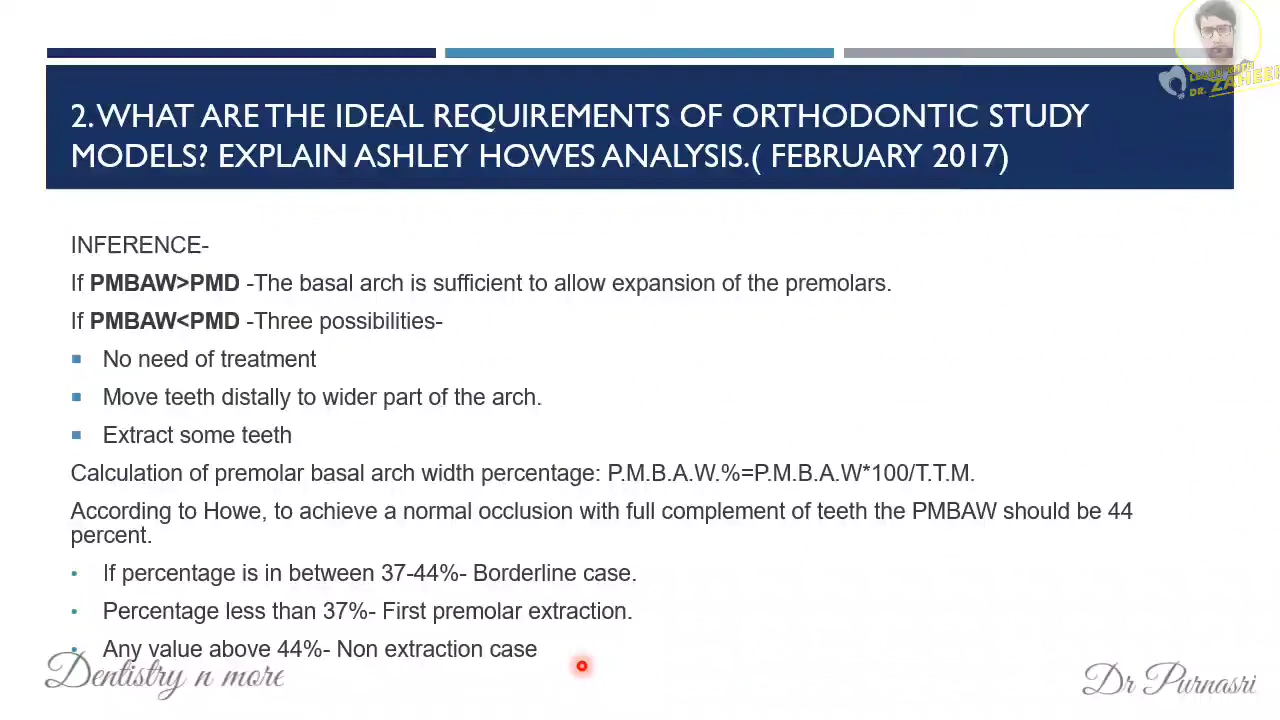 LEARN WITH
DR. ZAHEER
2. WHAT ARE THE IDEAL REQUIREMENTS OF ORTHODONTIC STUDY
MODELS? EXPLAIN ASHLEY HOWES ANALYSIS.( FEBRUARY 2017)
INFERENCE-
If PMBAW>PMD -The basal arch is sufficient to allow expansion of the premolars.
If PMBAW<PMD -Three possibilities-
No need of treatment
Move teeth distally to wider part of the arch.
Extract some teeth
Calculation of premolar basal arch width percentage: P.M.B.A.W.%=P.M.B.A.W*100/T.T.M.
According to Howe, to achieve a normal occlusion with full complement of teeth the PMBAW should be 44
percent.
If percentage is in between 37-44%- Borderline case.
Percentage less than 37%- First premolar extraction.
Any value above 44%- Non extraction case
Dentistry n more
Dr Purnasri